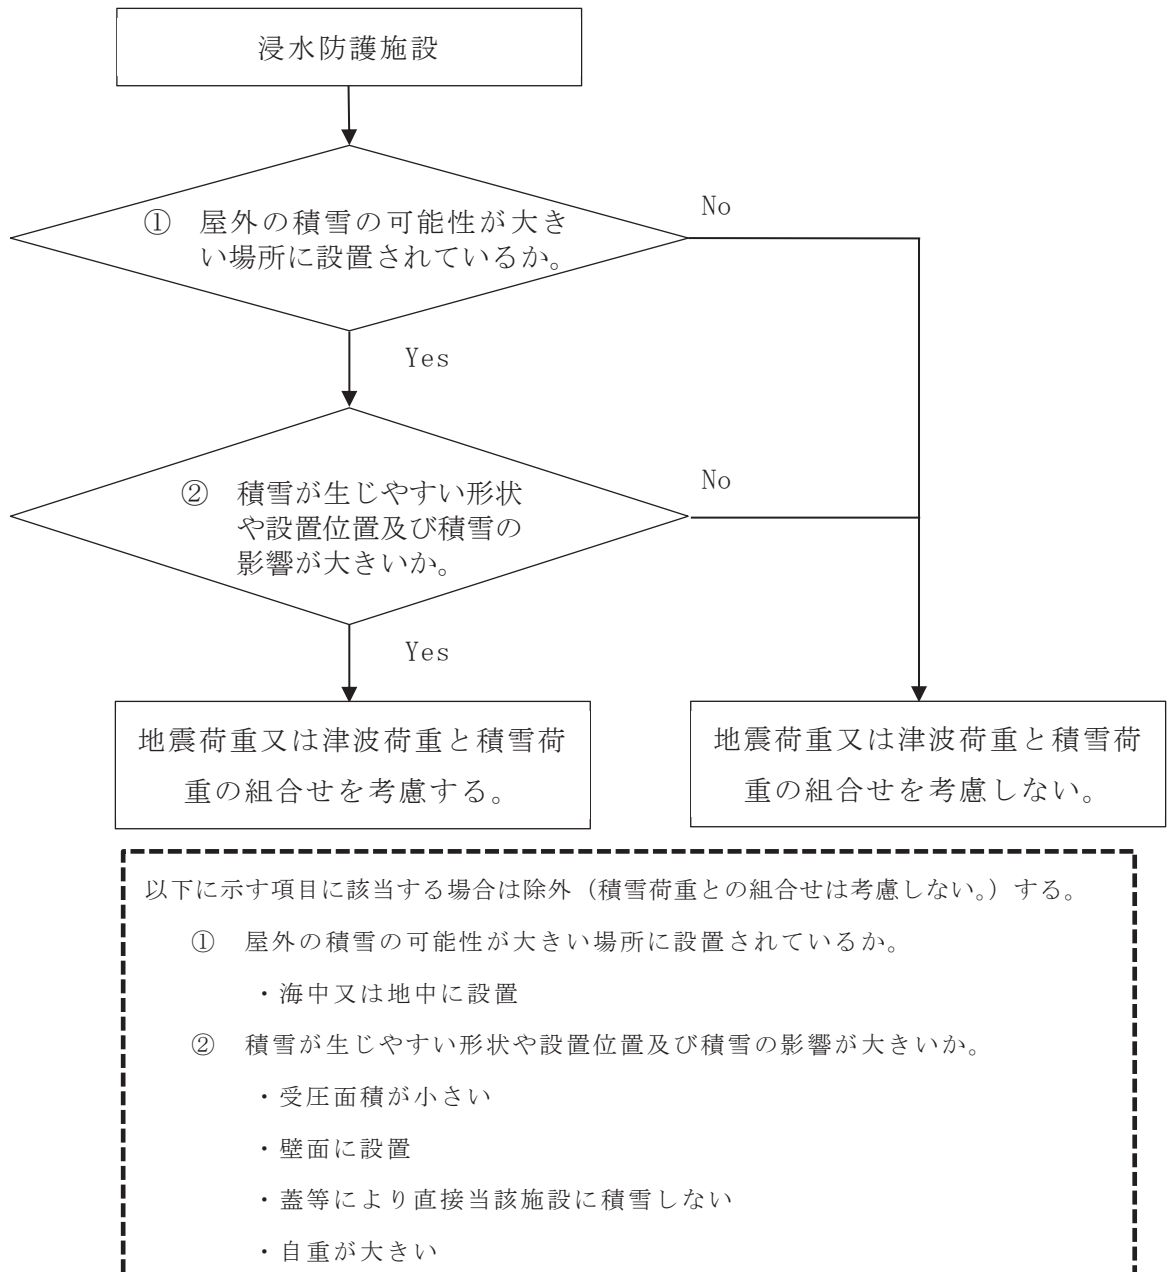 浸水防護施設
① 屋外の積雪の可能性が大き
い場所に設置されているか。
No
Yes
② 積雪が生じやすい形状
や設置位置及び積雪の
影響が大きいか。
No
Yes
地震荷重又は津波荷重と積雪荷
重の組合せを考慮する。
地震荷重又は津波荷重と積雪荷
重の組合せを考慮しない。
以下に示す項目に該当する場合は除外（積雪荷重との組合せは考慮しない。）する。
① 屋外の積雪の可能性が大きい場所に設置されているか。
・海中又は地中に設置
② 積雪が生じやすい形状や設置位置及び積雪の影響が大きいか。
・受圧面積が小さい
・壁面に設置
・蓋等により直接当該施設に積雪しない
・自重が大きい